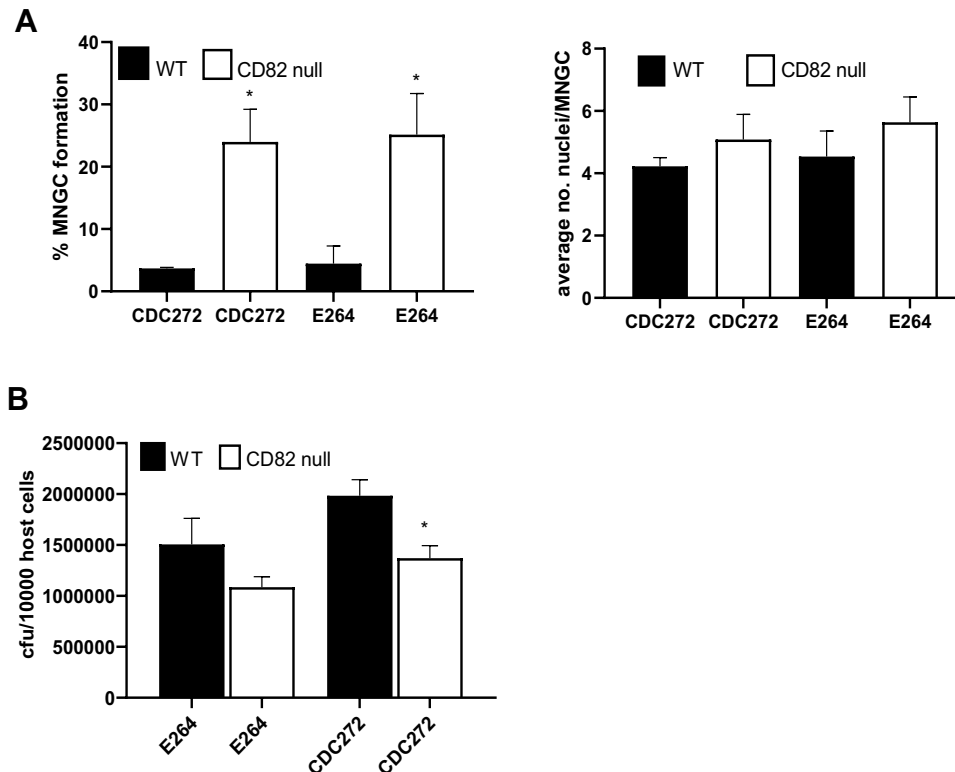 A
% MNGC formation
40
30
20
10
0
WT
CD82 null
*
*
CDC272
CDC272
E264
E264
average no. nuclei/MNGC
8
6
4
2
0
WT
CD82 null
CDC272
CDC272
E264
E264
B
cfu/10000 host cells
2500000
2000000
1500000
1000000
500000
0
WT
CD82 null
*
E264
E264
CDC272
CDC272